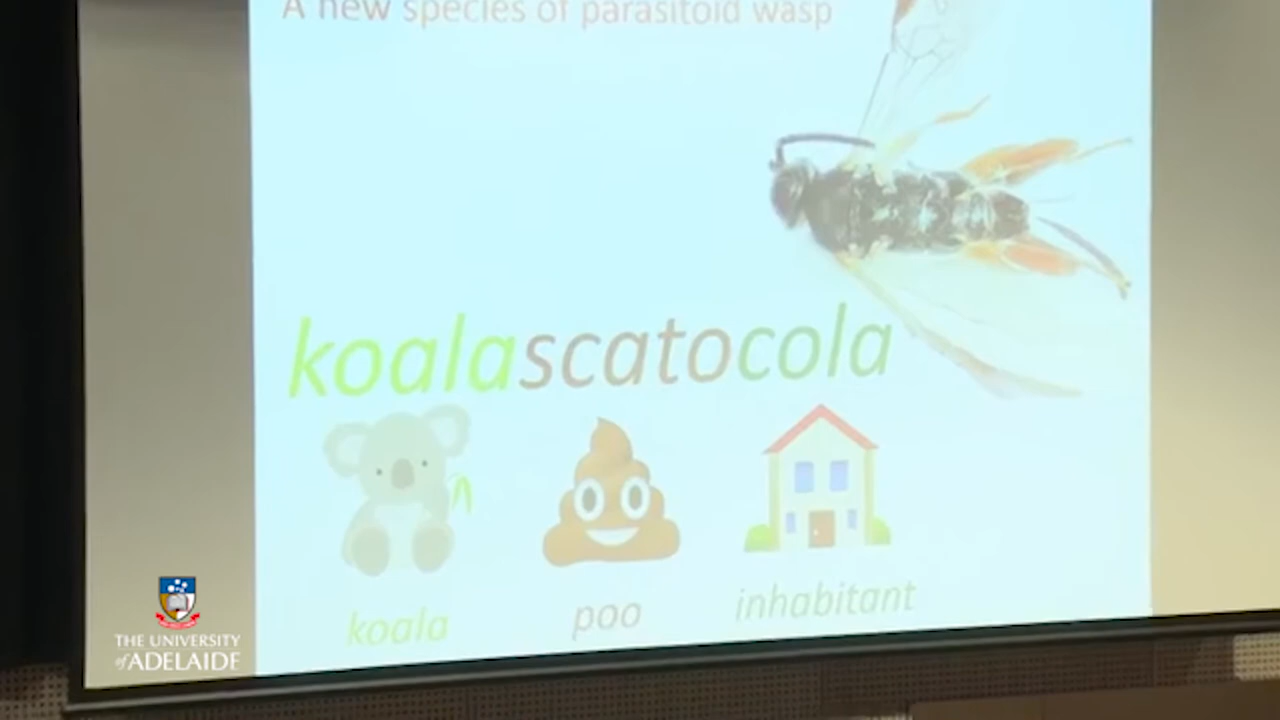 A new species of parasitoid wasp
koalascatocola
koala poo inhabitant
THE UNIVERSITY
of ADELAIDE